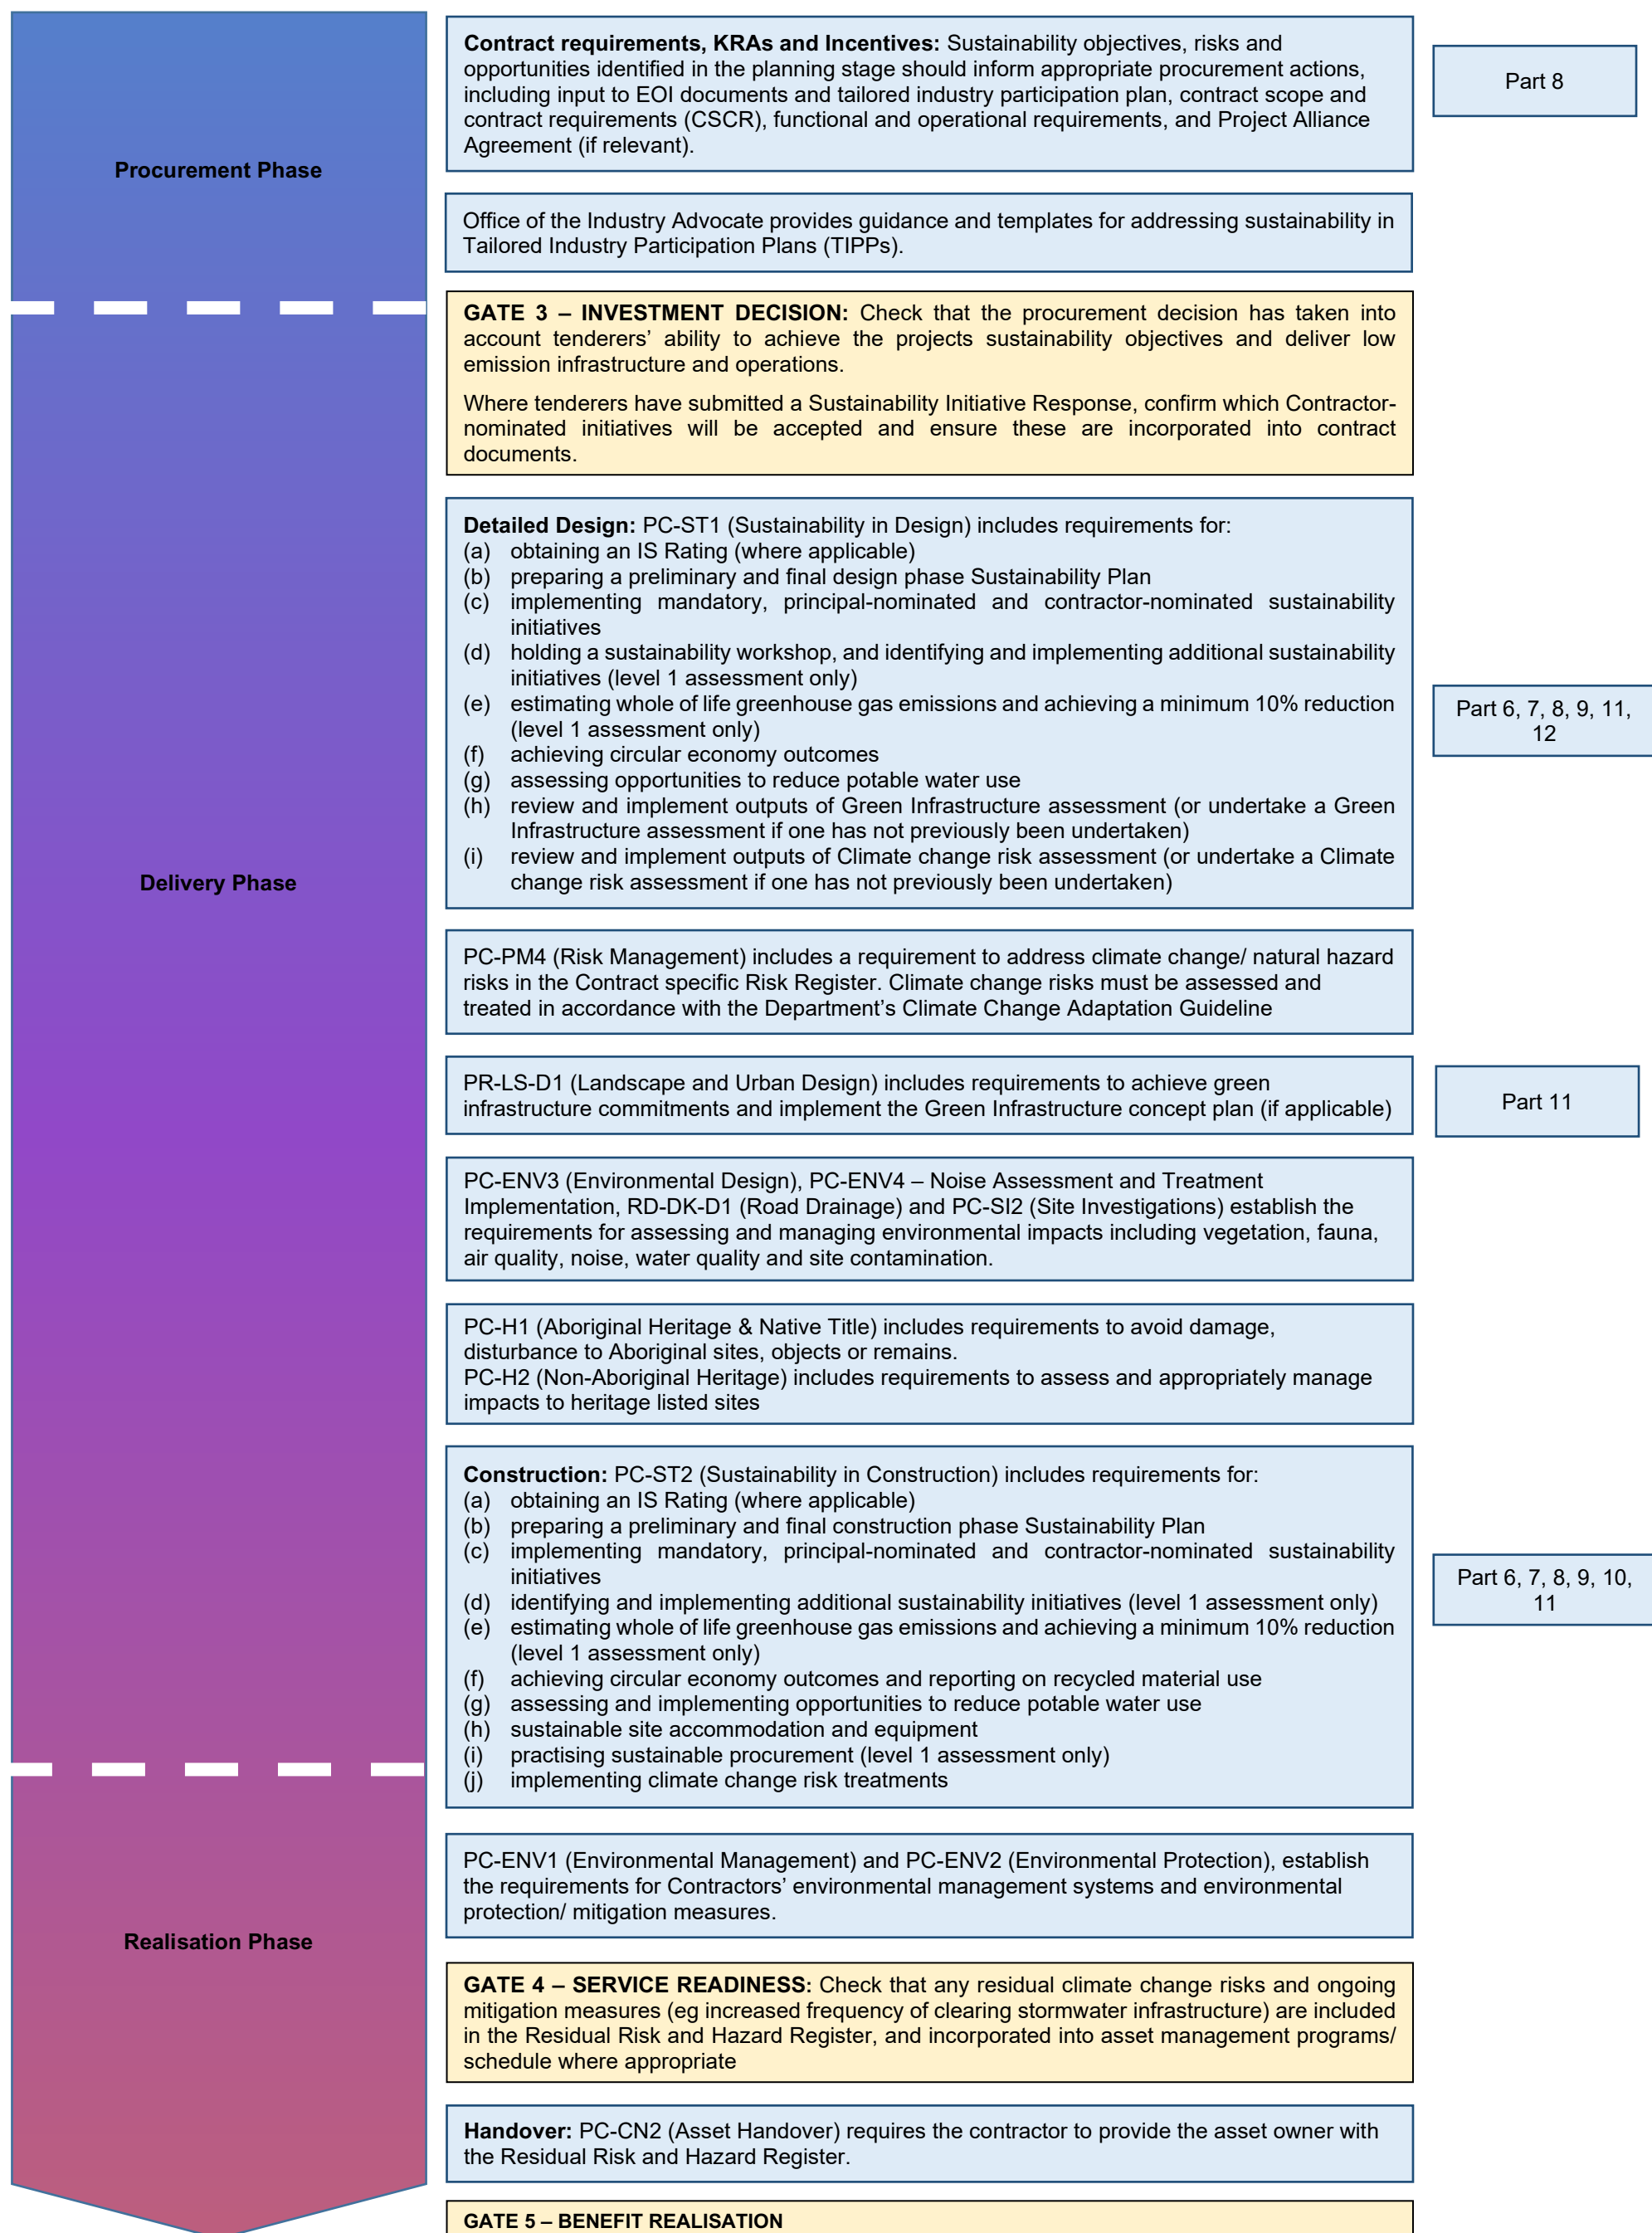 Procurement Phase
Contract requirements, KRAs and Incentives: Sustainability objectives, risks and
opportunities identified in the planning stage should inform appropriate procurement actions,
including input to EOI documents and tailored industry participation plan, contract scope and
contract requirements (CSCR), functional and operational requirements, and Project Alliance
Agreement (if relevant).
Part 8
Office of the Industry Advocate provides guidance and templates for addressing sustainability in
Tailored Industry Participation Plans (TIPPs).
GATE 3 – INVESTMENT DECISION: Check that the procurement decision has taken into
account tenderers’ ability to achieve the projects sustainability objectives and deliver low
emission infrastructure and operations.
Where tenderers have submitted a Sustainability Initiative Response, confirm which Contractor-
nominated initiatives will be accepted and ensure these are incorporated into contract
documents.
Delivery Phase
Detailed Design: PC-ST1 (Sustainability in Design) includes requirements for:
(a) obtaining an IS Rating (where applicable)
(b) preparing a preliminary and final design phase Sustainability Plan
(c) implementing mandatory, principal-nominated and contractor-nominated sustainability
initiatives
(d) holding a sustainability workshop, and identifying and implementing additional sustainability
initiatives (level 1 assessment only)
(e) estimating whole of life greenhouse gas emissions and achieving a minimum 10% reduction
(level 1 assessment only)
(f) achieving circular economy outcomes
(g) assessing opportunities to reduce potable water use
(h) review and implement outputs of Green Infrastructure assessment (or undertake a Green
Infrastructure assessment if one has not previously been undertaken)
(i) review and implement outputs of Climate change risk assessment (or undertake a Climate
change risk assessment if one has not previously been undertaken)
Part 6, 7, 8, 9, 11,
12
PC-PM4 (Risk Management) includes a requirement to address climate change/ natural hazard
risks in the Contract specific Risk Register. Climate change risks must be assessed and
treated in accordance with the Department’s Climate Change Adaptation Guideline
PR-LS-D1 (Landscape and Urban Design) includes requirements to achieve green
infrastructure commitments and implement the Green Infrastructure concept plan (if applicable)
Part 11
PC-ENV3 (Environmental Design), PC-ENV4 – Noise Assessment and Treatment
Implementation, RD-DK-D1 (Road Drainage) and PC-SI2 (Site Investigations) establish the
requirements for assessing and managing environmental impacts including vegetation, fauna,
air quality, noise, water quality and site contamination.
PC-H1 (Aboriginal Heritage & Native Title) includes requirements to avoid damage,
disturbance to Aboriginal sites, objects or remains.
PC-H2 (Non-Aboriginal Heritage) includes requirements to assess and appropriately manage
impacts to heritage listed sites
Construction: PC-ST2 (Sustainability in Construction) includes requirements for:
(a) obtaining an IS Rating (where applicable)
(b) preparing a preliminary and final construction phase Sustainability Plan
(c) implementing mandatory, principal-nominated and contractor-nominated sustainability
initiatives
(d) identifying and implementing additional sustainability initiatives (level 1 assessment only)
(e) estimating whole of life greenhouse gas emissions and achieving a minimum 10% reduction
(level 1 assessment only)
(f) achieving circular economy outcomes and reporting on recycled material use
(g) assessing and implementing opportunities to reduce potable water use
(h) sustainable site accommodation and equipment
(i) practising sustainable procurement (level 1 assessment only)
(j) implementing climate change risk treatments
Part 6, 7, 8, 9, 10,
11
Realisation Phase
PC-ENV1 (Environmental Management) and PC-ENV2 (Environmental Protection), establish
the requirements for Contractors’ environmental management systems and environmental
protection/ mitigation measures.
GATE 4 – SERVICE READINESS: Check that any residual climate change risks and ongoing
mitigation measures (eg increased frequency of clearing stormwater infrastructure) are included
in the Residual Risk and Hazard Register, and incorporated into asset management programs/
schedule where appropriate
Handover: PC-CN2 (Asset Handover) requires the contractor to provide the asset owner with
the Residual Risk and Hazard Register.
GATE 5 – BENEFIT REALISATION